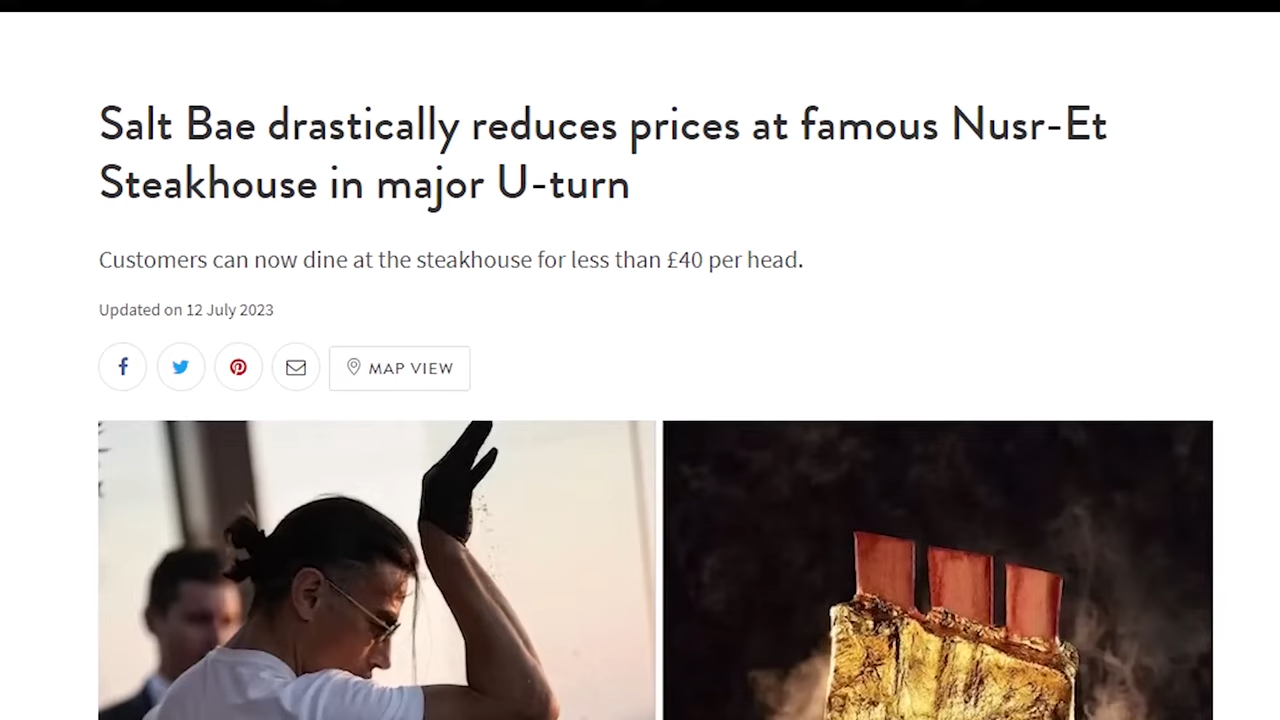 Salt Bae drastically reduces prices at famous Nusr-Et
Steakhouse in major U-turn
Customers can now dine at the steakhouse for less than £40 per head.
Updated on 12 July 2023
MAP VIEW